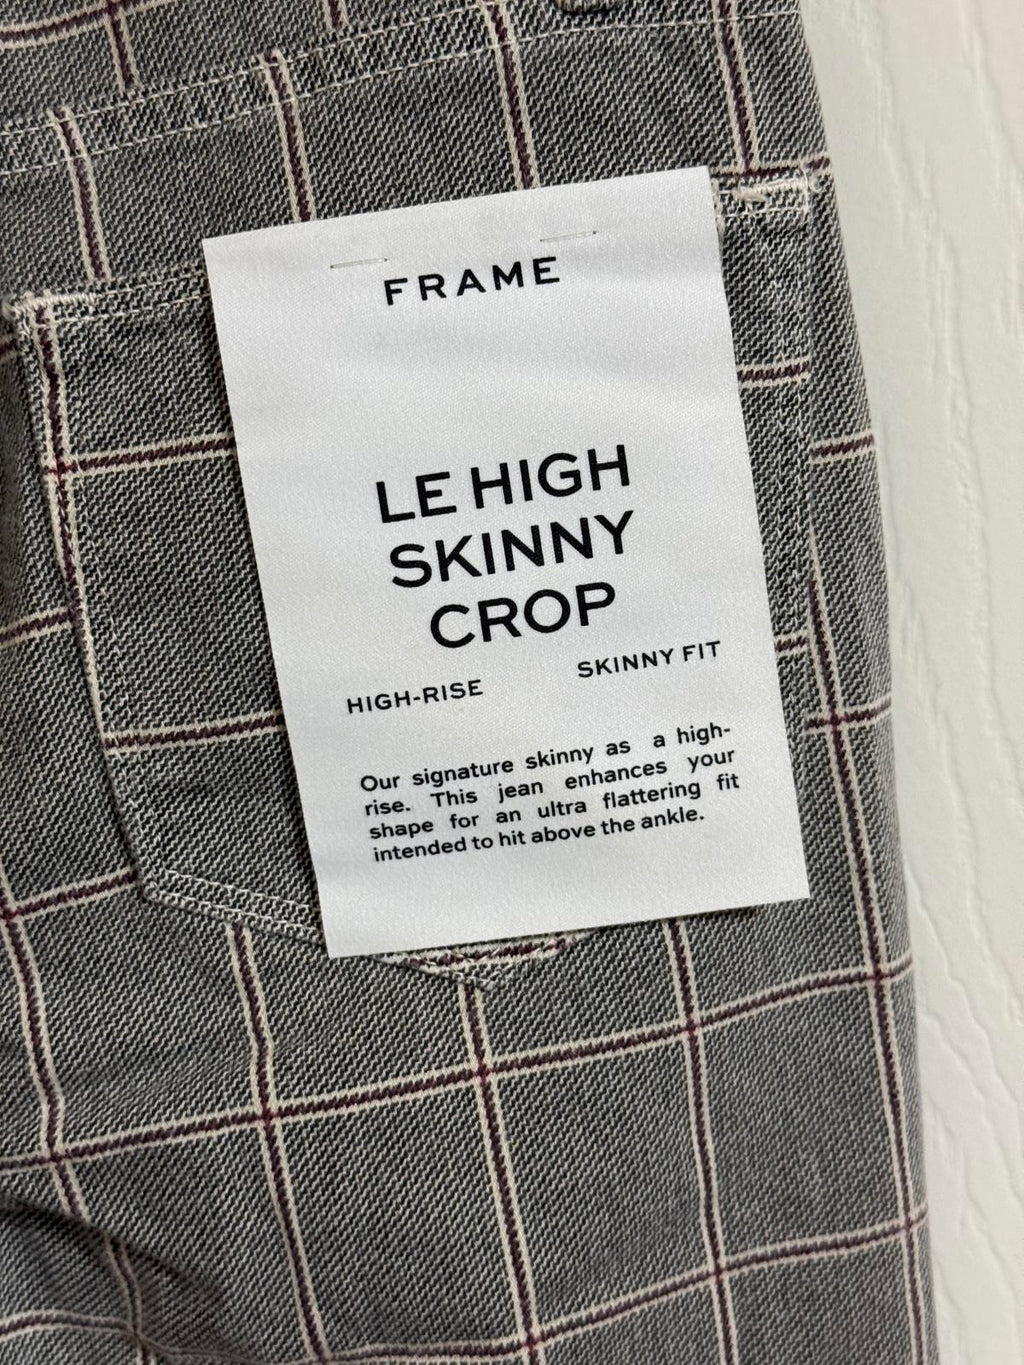 FRAME
LE HIGH
SKINNY
CROP
HIGH-RISE SKINNY FIT
Our signature skinny as a high-
rise. This jean enhances your
shape for an ultra flattering fit
intended to hit above the ankle.